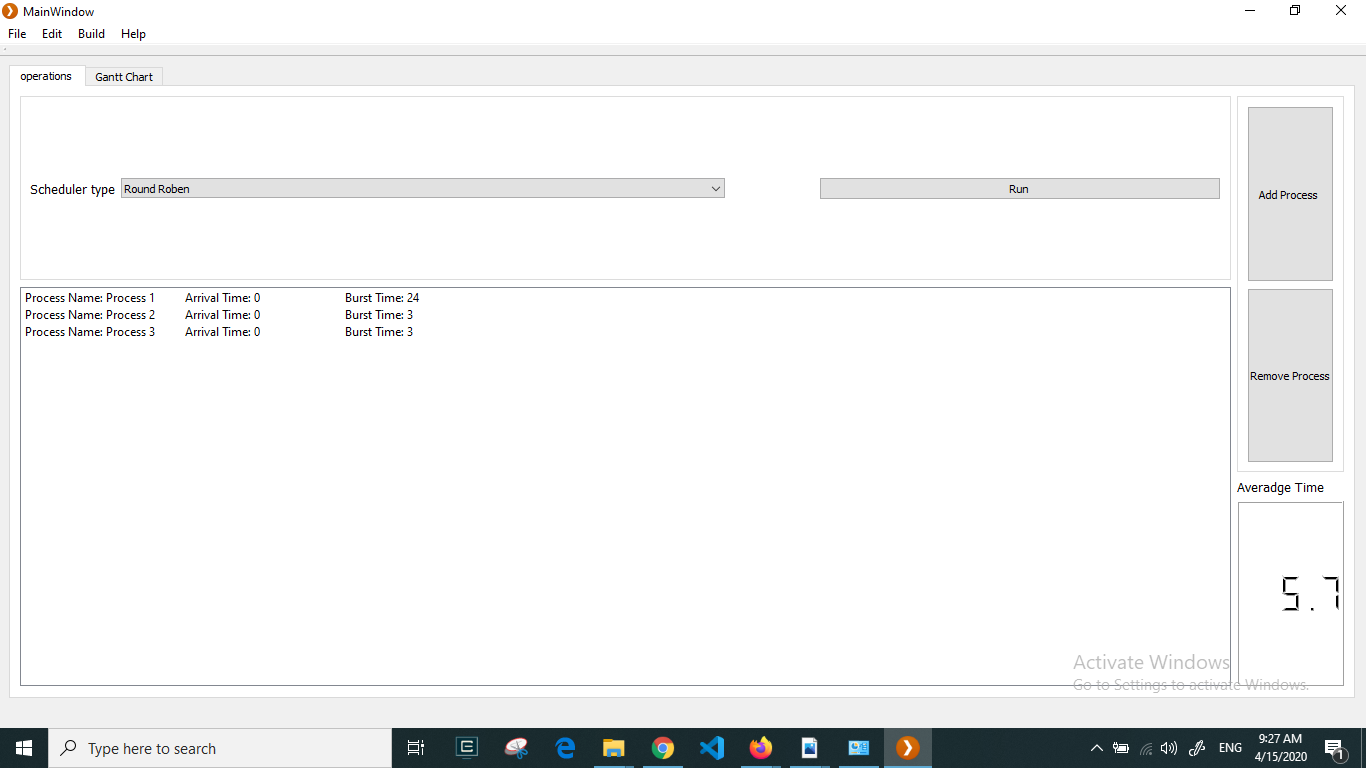 MainWindow
File Edit Build Help
operations Gantt Chart
Scheduler type Round Roben Run
Add Process
Process Name: Process 1 Arrival Time: 0 Burst Time: 24
Process Name: Process 2 Arrival Time: 0 Burst Time: 3
Process Name: Process 3 Arrival Time: 0 Burst Time: 3
Remove Process
Averadge Time
5.7
Activate Windows
Go to Settings to activate Windows.
Type here to search
ENG
9:27 AM
4/15/2020
1